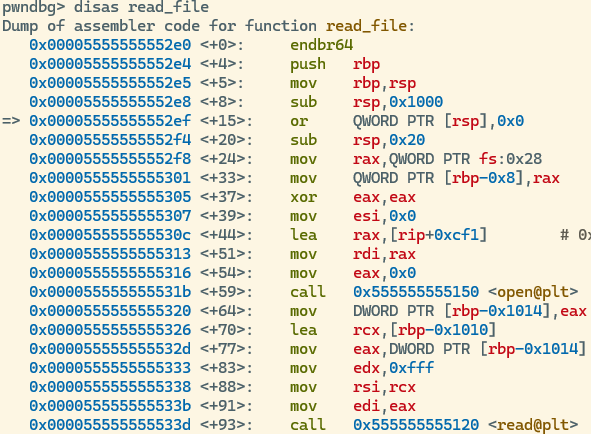 pwndbg> disas read_file
Dump of assembler code for function read_file:
   0x00005555555552e0 <+0>:     endbr64
   0x00005555555552e4 <+4>:     push   rbp
   0x00005555555552e5 <+5>:     mov    rbp,rsp
   0x00005555555552e8 <+8>:     sub    rsp,0x1000
=> 0x00005555555552ef <+15>:    or     QWORD PTR [rsp],0x0
   0x00005555555552f4 <+20>:    sub    rsp,0x20
   0x00005555555552f8 <+24>:    mov    rax,QWORD PTR fs:0x28
   0x0000555555555301 <+33>:    mov    QWORD PTR [rbp-0x8],rax
   0x0000555555555305 <+37>:    xor    eax,eax
   0x0000555555555307 <+39>:    mov    esi,0x0
   0x000055555555530c <+44>:    lea    rax,[rip+0xcf1]        # 0x
   0x0000555555555313 <+51>:    mov    rdi,rax
   0x0000555555555316 <+54>:    mov    eax,0x0
   0x000055555555531b <+59>:    call   0x555555555150 <open@plt>
   0x0000555555555320 <+64>:    mov    DWORD PTR [rbp-0x1014],eax
   0x0000555555555326 <+70>:    lea    rcx,[rbp-0x1010]
   0x000055555555532d <+77>:    mov    eax,DWORD PTR [rbp-0x1014]
   0x0000555555555333 <+83>:    mov    edx,0xfff
   0x0000555555555338 <+88>:    mov    rsi,rcx
   0x000055555555533b <+91>:    mov    edi,eax
   0x000055555555533d <+93>:    call   0x555555555120 <read@plt>